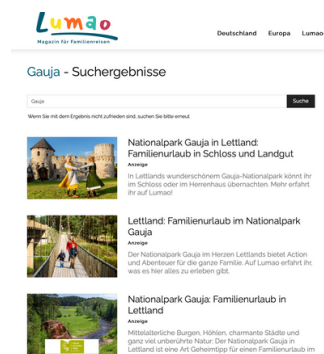 Lumao
Magazin für Familienreisen
Deutschland Europa Lumao
Gauja - Suchergebnisse
Gauja
Suche
Wenn Sie mit dem Ergebnis nicht zufrieden sind, suchen Sie bitte erneut
Nationalpark Gauja in Lettland:
Familienurlaub in Schloss und Landgut
Anzeige
In Lettlands wunderschönem Gauja-Nationalpark könnt ihr
im Schloss oder im Herrenhaus übernachten. Mehr erfahrt
ihr auf Lumao!
Lettland: Familienurlaub im Nationalpark
Gauja
Anzeige
Der Nationalpark Gauja im Herzen Lettlands bietet Action
und Abenteuer für die ganze Familie. Auf Lumao erfahrt ihr,
was es hier alles zu erleben gibt.
Nationalpark Gauja: Familienurlaub in
Lettland
Anzeige
Mittelalterliche Burgen, Höhlen, charmante Städte und
ganz viel unberührte Natur: Der Nationalpark Gauja in
Lettland ist eine Art Geheimtipp für einen Familienurlaub im